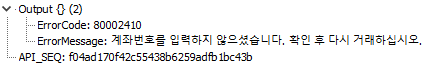 Output {} (2)
ErrorCode: 80002410
ErrorMessage: 계좌번호를 입력하지 않으셨습니다. 확인 후 다시 거래하십시오.
API_SEQ: f04ad170f42c55438b6259adfb1bc43b